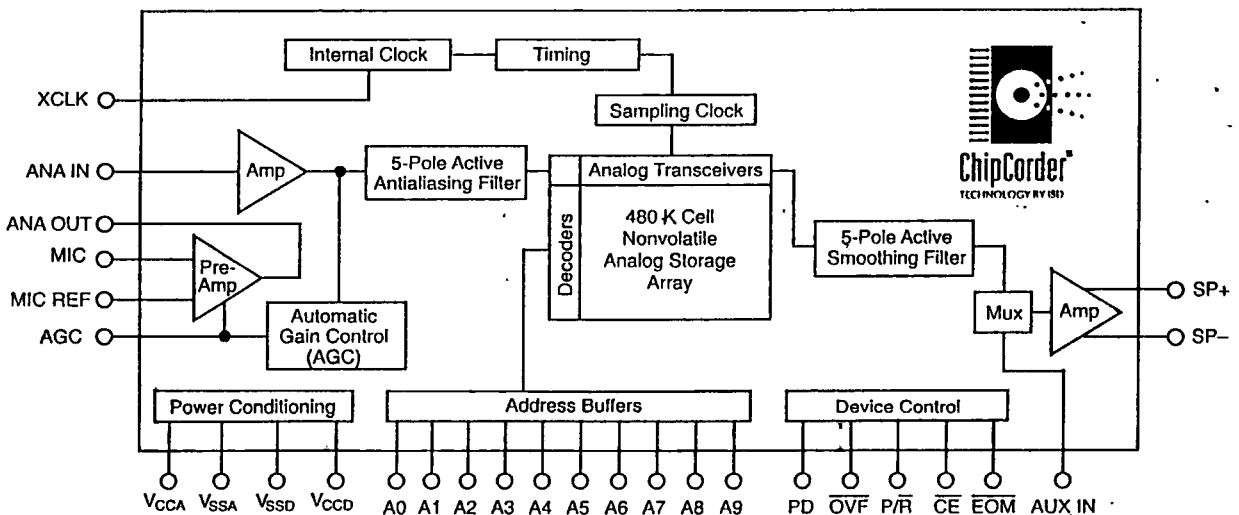 Internal Clock
Timing
XCLK
Sampling Clock
ChipCorder
TECHNOLOGY BY ISD
ANA IN
Amp
5-Pole Active
Antialiasing Filter
Analog Transceivers
Decoders
480 K Cell
Nonvolatile
Analog Storage
Array
ANA OUT
MIC
Pre-
Amp
MIC REF
AGC
Automatic
Gain Control
(AGC)
5-Pole Active
Smoothing Filter
Mux
Amp
SP+
SP–
Power Conditioning
Address Buffers
Device Control
VCCA VSSA VSSD VCCD A0 A1 A2 A3 A4 A5 A6 A7 A8 A9 PD O̅V̅F̅ P/R̅ C̅E̅ E̅O̅M̅ AUX IN